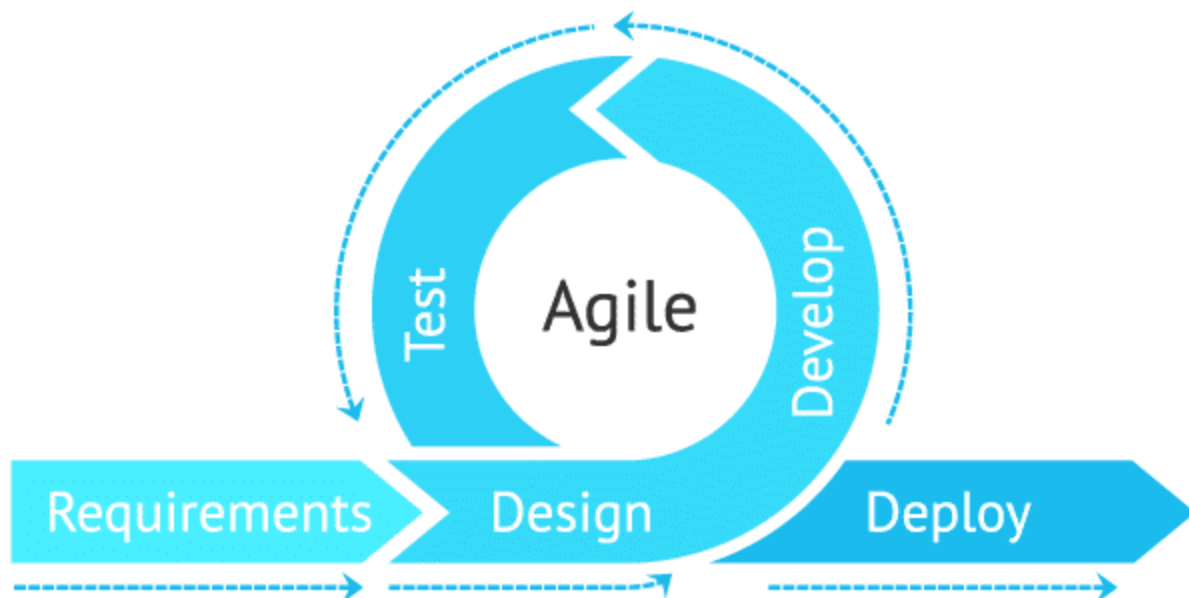 Agile
Test
Develop
Requirements
Design
Deploy